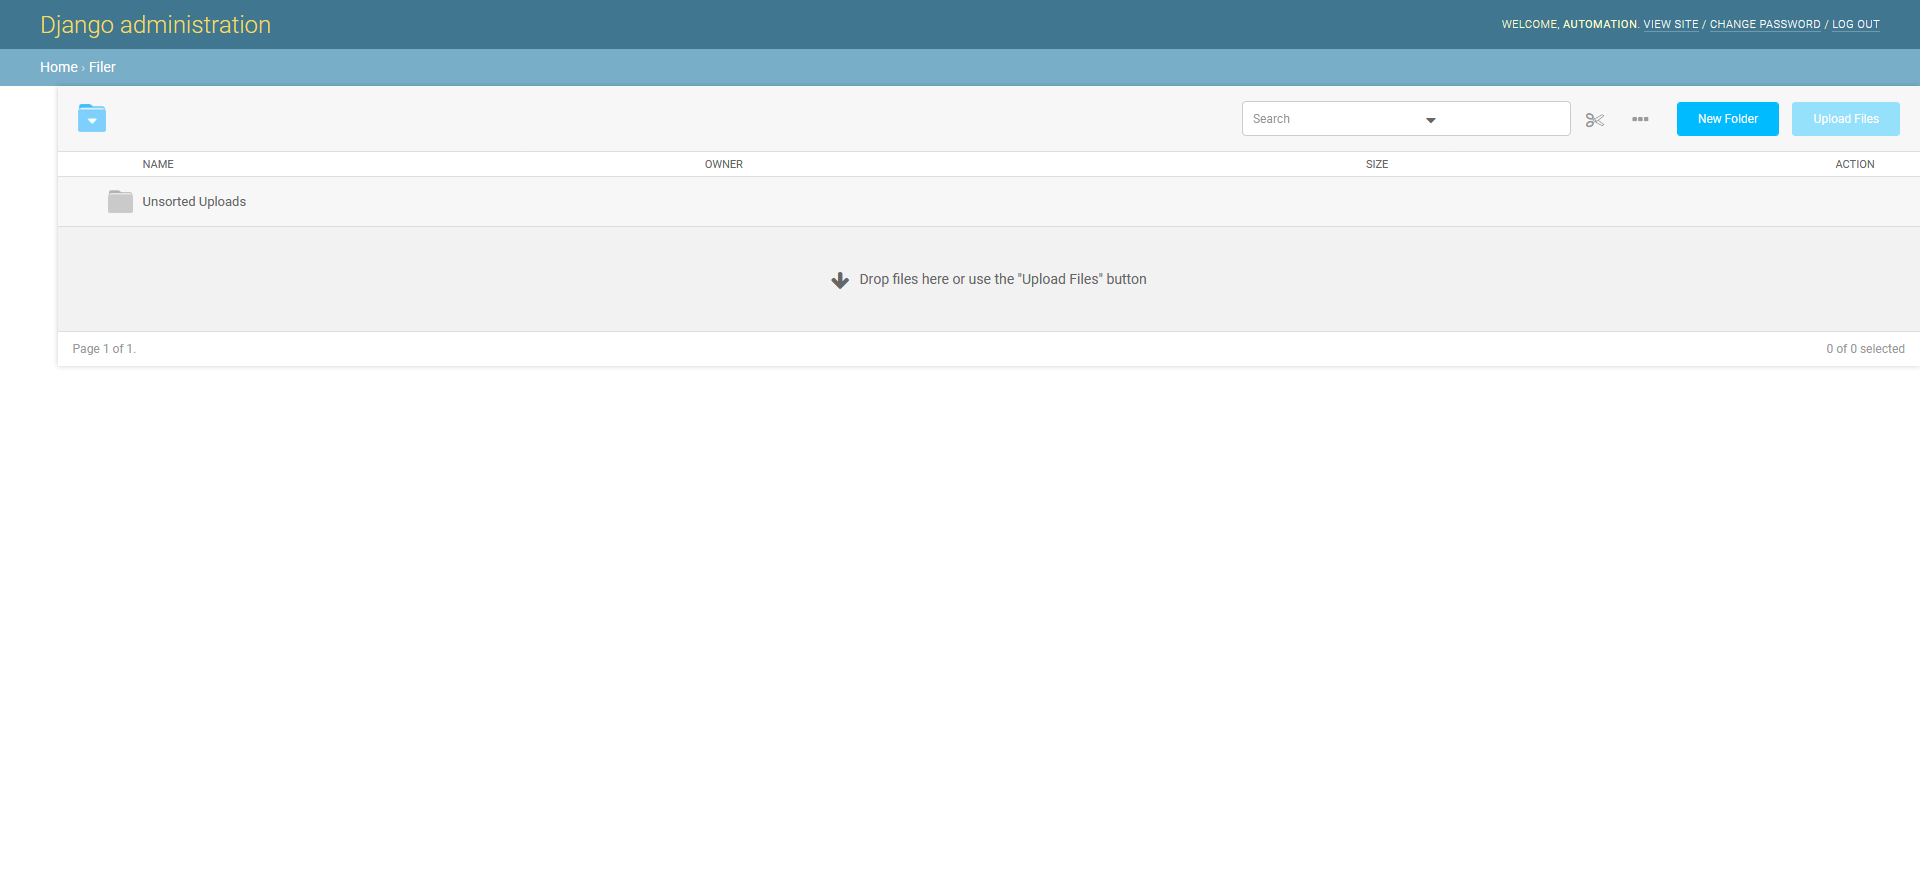 Django administration
WELCOME, AUTOMATION. VIEW SITE / CHANGE PASSWORD / LOG OUT
Home › Filer
Search
New Folder
Upload Files
NAME OWNER SIZE ACTION
Unsorted Uploads
Drop files here or use the "Upload Files" button
Page 1 of 1.
0 of 0 selected